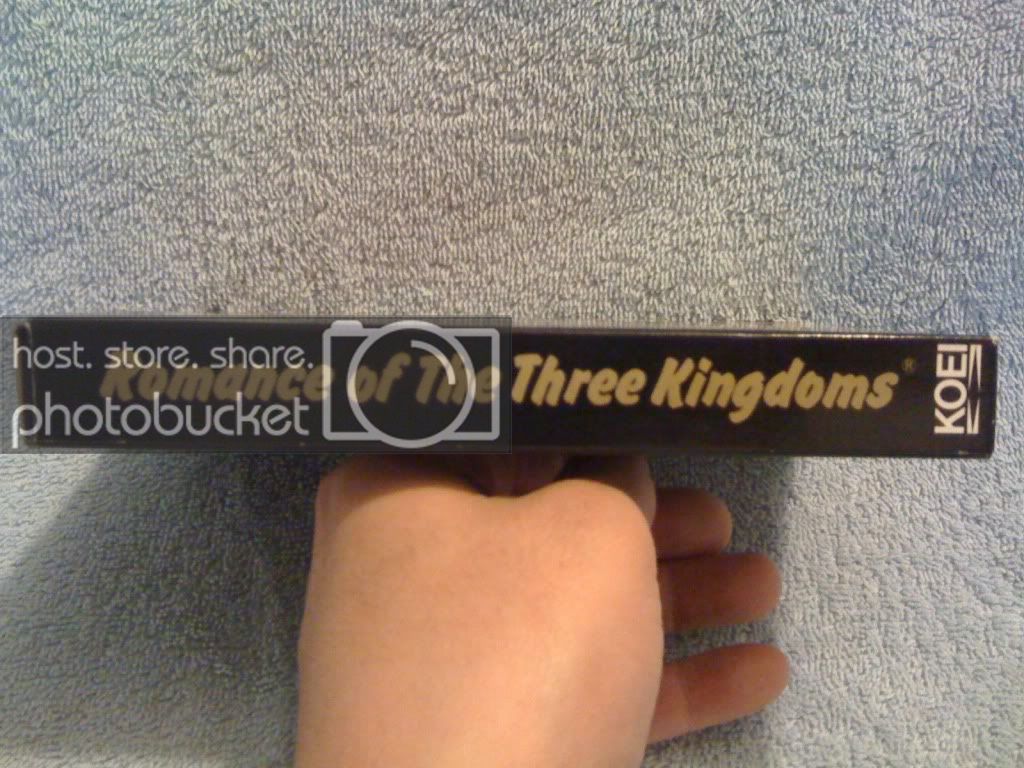 host. store. share.
photobucket
Romance of The Three Kingdoms®
KOEI